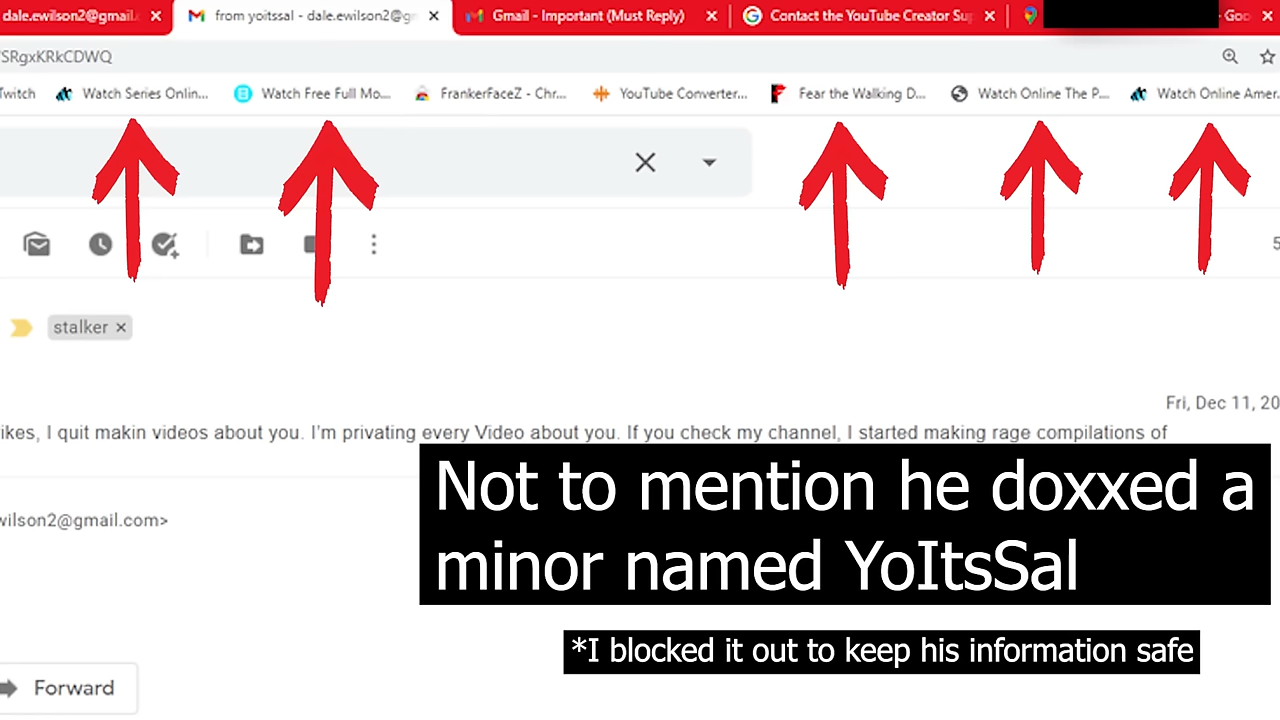 dale.ewilson2@gmail. from yoitssal - dale.ewilson2@g Gmail - Important (Must Reply) Contact the YouTube Creator Su - Goo
SRgxKRkCDWQ
Twitch Watch Series Onlin... Watch Free Full Mo... FrankerFaceZ - Chr... YouTube Converter... Fear the Walking D... Watch Online The P... Watch Online Amer.
5
stalker ×
Fri, Dec 11, 20
ikes, I quit makin videos about you. I'm privating every Video about you. If you check my channel, I started making rage compilations of
Not to mention he doxxed a
minor named YoItsSal
wilson2@gmail.com>
*I blocked it out to keep his information safe
Forward